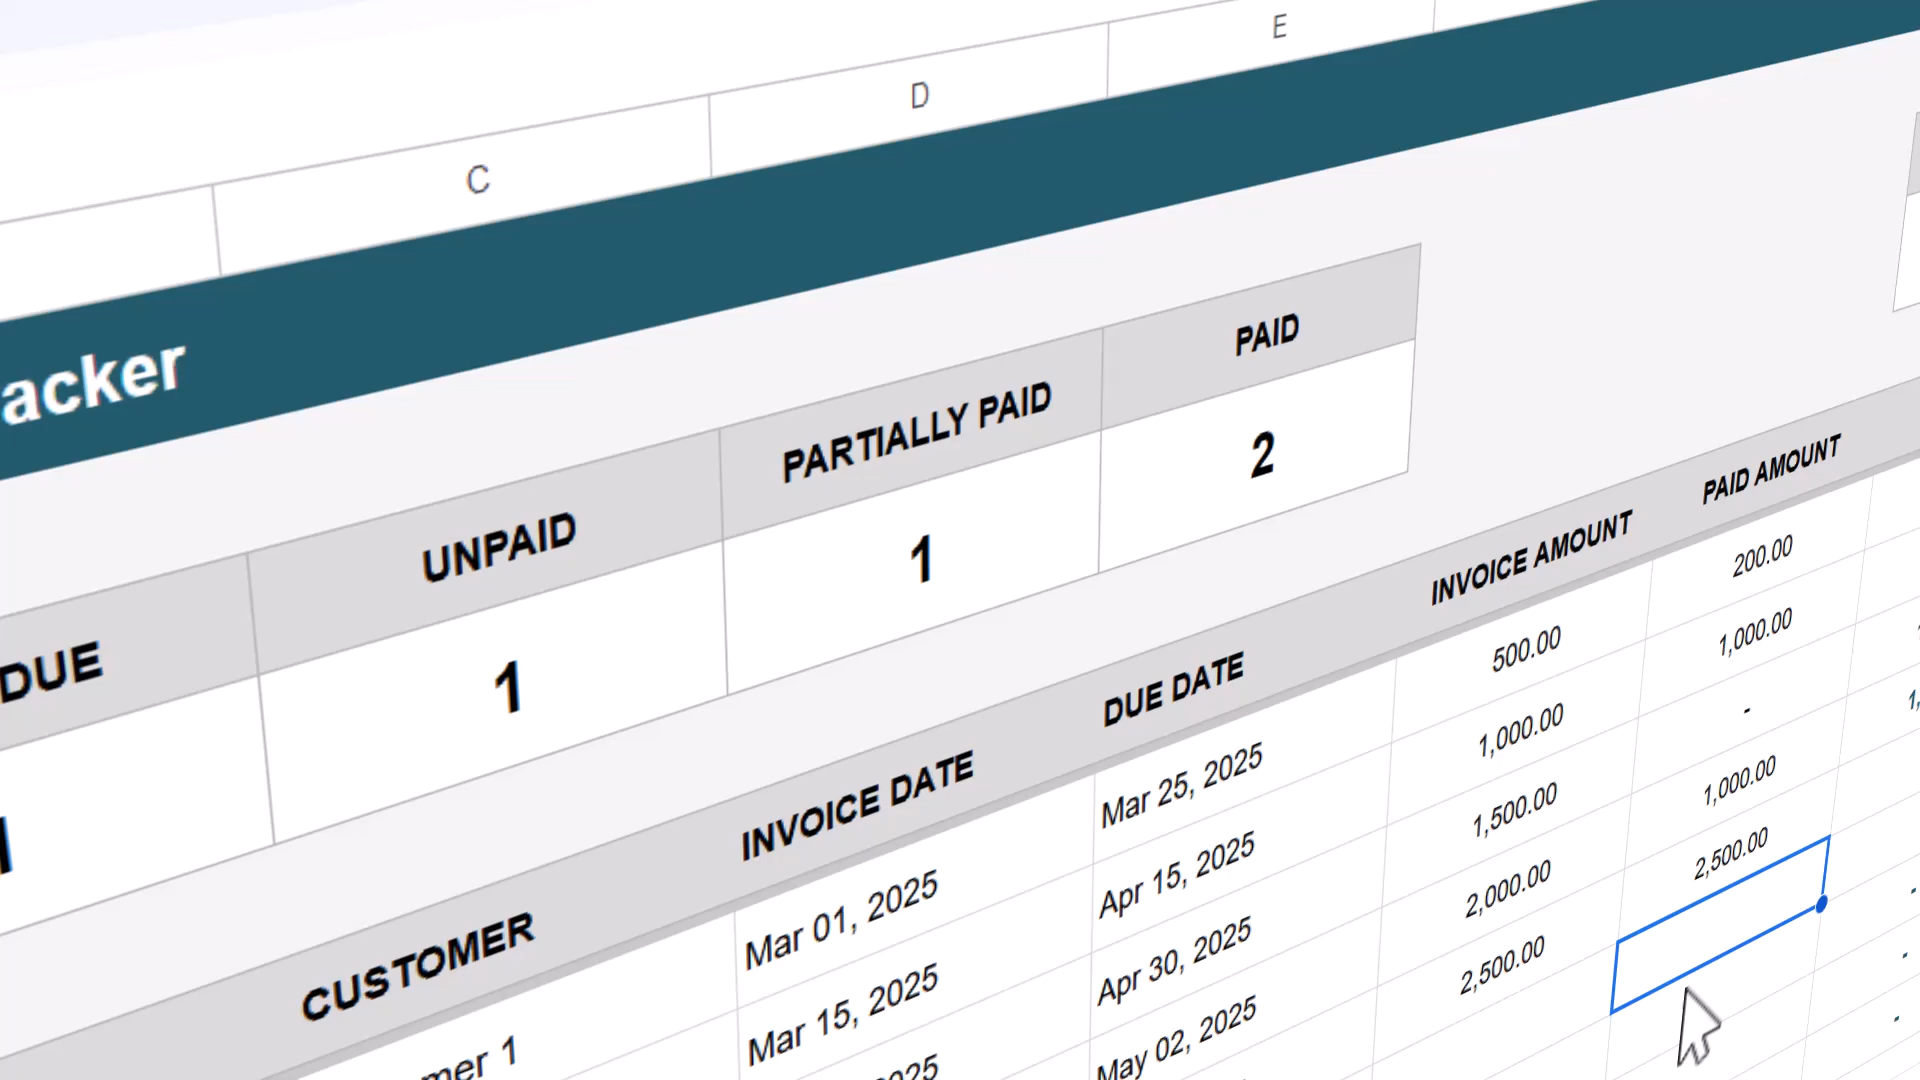 C D E
acker
DUE UNPAID PARTIALLY PAID PAID
1 1 2
CUSTOMER INVOICE DATE DUE DATE INVOICE AMOUNT PAID AMOUNT
mer 1 Mar 01, 2025 Mar 25, 2025 500.00 200.00
Mar 15, 2025 Apr 15, 2025 1,000.00 1,000.00
2025 Apr 30, 2025 1,500.00 -
May 02, 2025 2,000.00 1,000.00
2,500.00 2,500.00